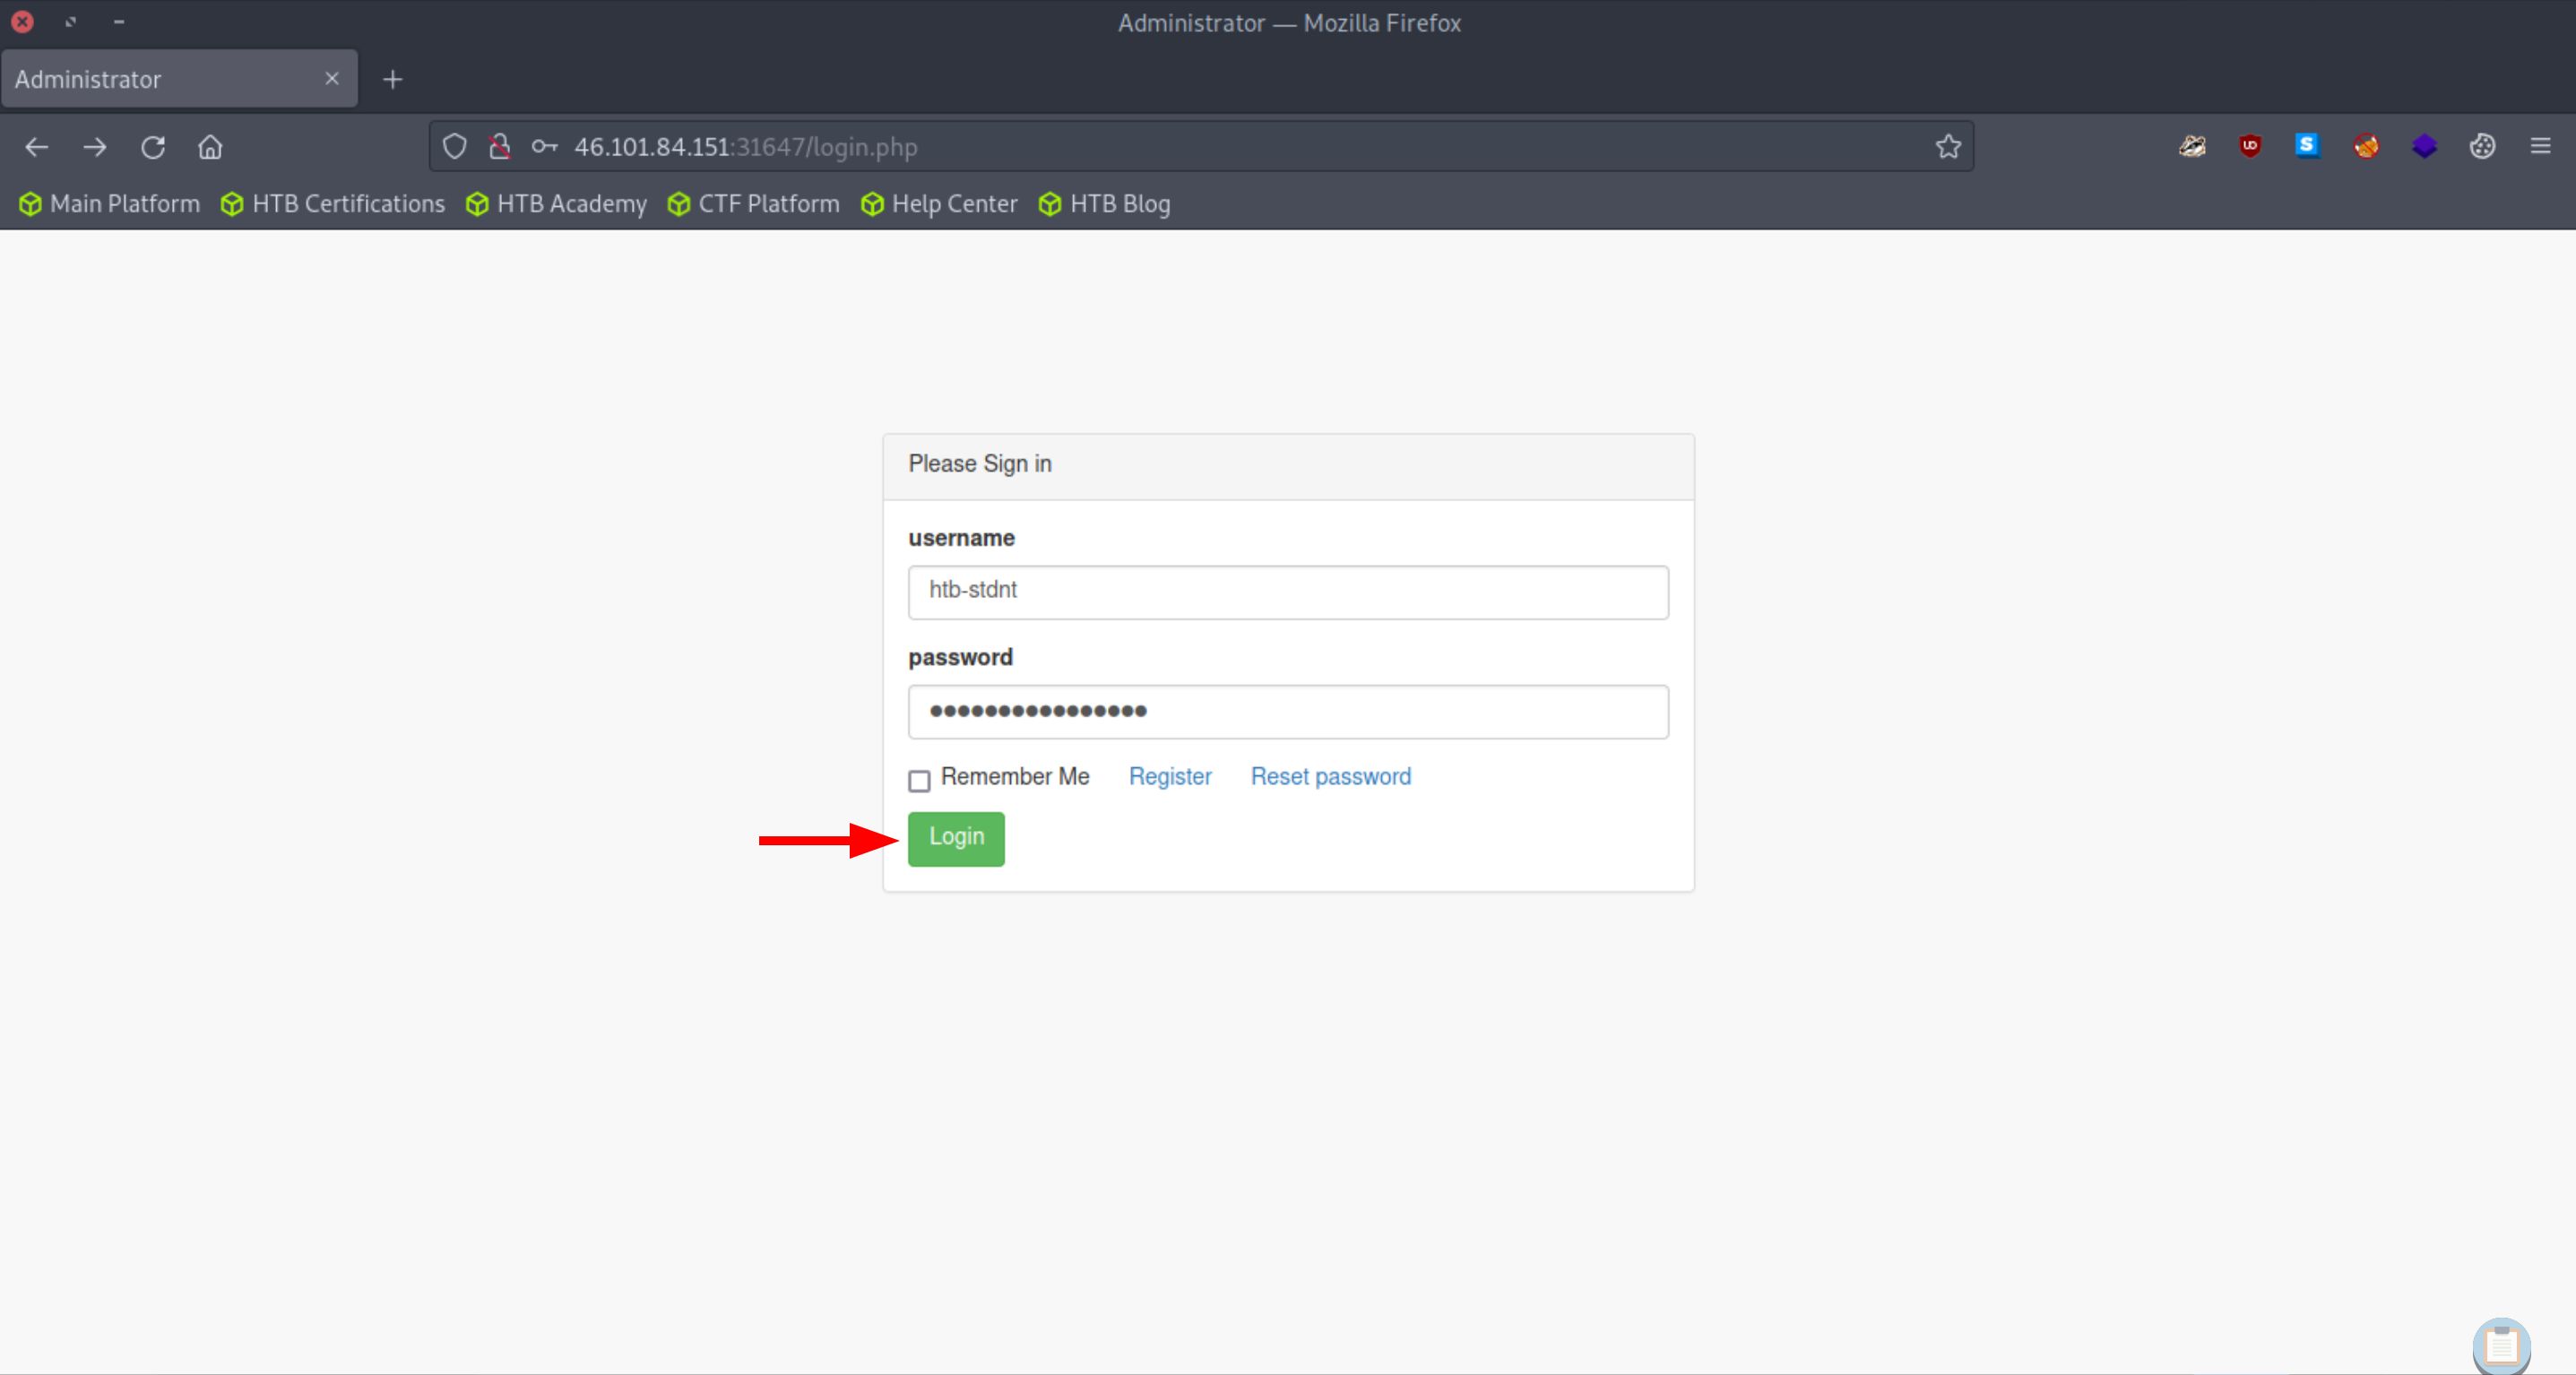 Administrator — Mozilla Firefox
Administrator
46.101.84.151:31647/login.php
Main Platform HTB Certifications HTB Academy CTF Platform Help Center HTB Blog
Please Sign in
username
htb-stdnt
password
Remember Me Register Reset password
Login